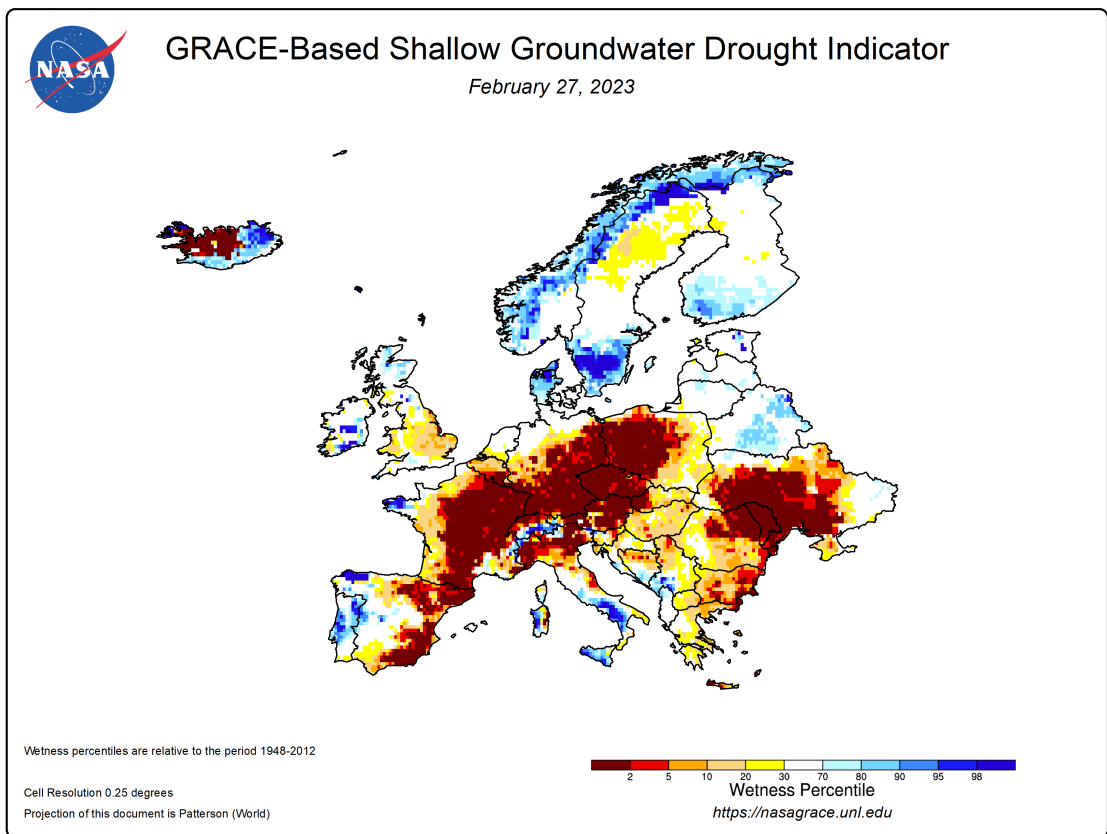 NASA
GRACE-Based Shallow Groundwater Drought Indicator
February 27, 2023
Wetness percentiles are relative to the period 1948-2012
Cell Resolution 0.25 degrees
Projection of this document is Patterson (World)
2 5 10 20 30 70 80 90 95 98
Wetness Percentile
https://nasagrace.unl.edu